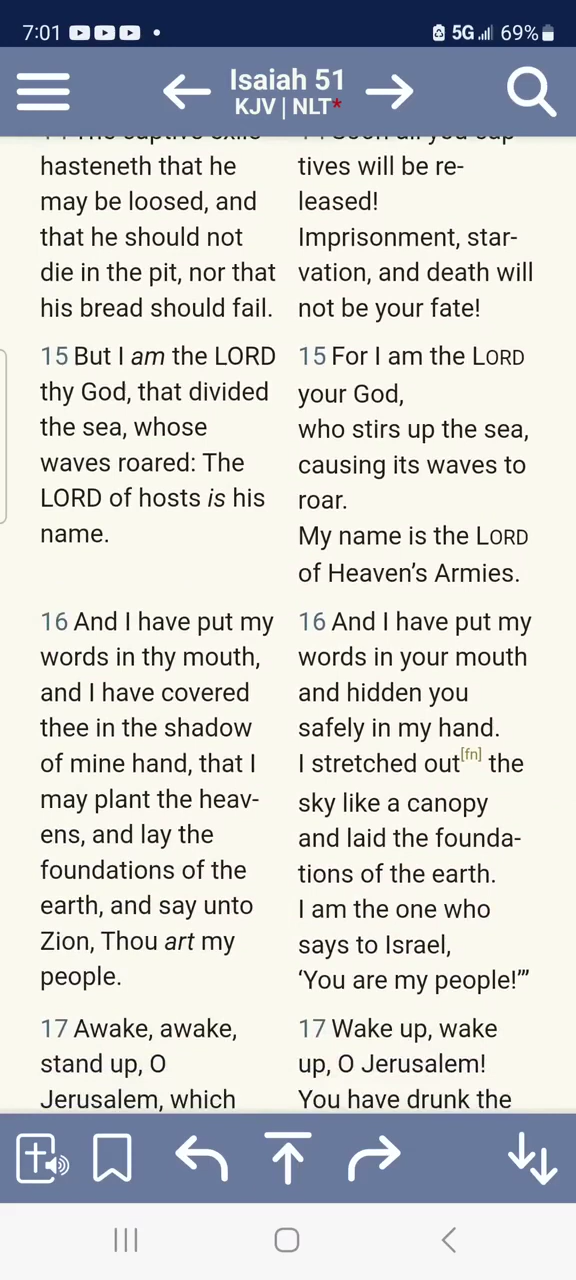 7:01
5G 69%
Isaiah 51
KJV | NLT*
hasteneth that he
may be loosed, and
that he should not
die in the pit, nor that
his bread should fail.
15 But I am the LORD
thy God, that divided
the sea, whose
waves roared: The
LORD of hosts is his
name.
16 And I have put my
words in thy mouth,
and I have covered
thee in the shadow
of mine hand, that I
may plant the heav-
ens, and lay the
foundations of the
earth, and say unto
Zion, Thou art my
people.
17 Awake, awake,
stand up, O
Jerusalem, which
14 Soon all you cap-
tives will be re-
leased!
Imprisonment, star-
vation, and death will
not be your fate!
15 For I am the LORD
your God,
who stirs up the sea,
causing its waves to
roar.
My name is the LORD
of Heaven’s Armies.
16 And I have put my
words in your mouth
and hidden you
safely in my hand.
I stretched out[fn] the
sky like a canopy
and laid the founda-
tions of the earth.
I am the one who
says to Israel,
‘You are my people!’”
17 Wake up, wake
up, O Jerusalem!
You have drunk the